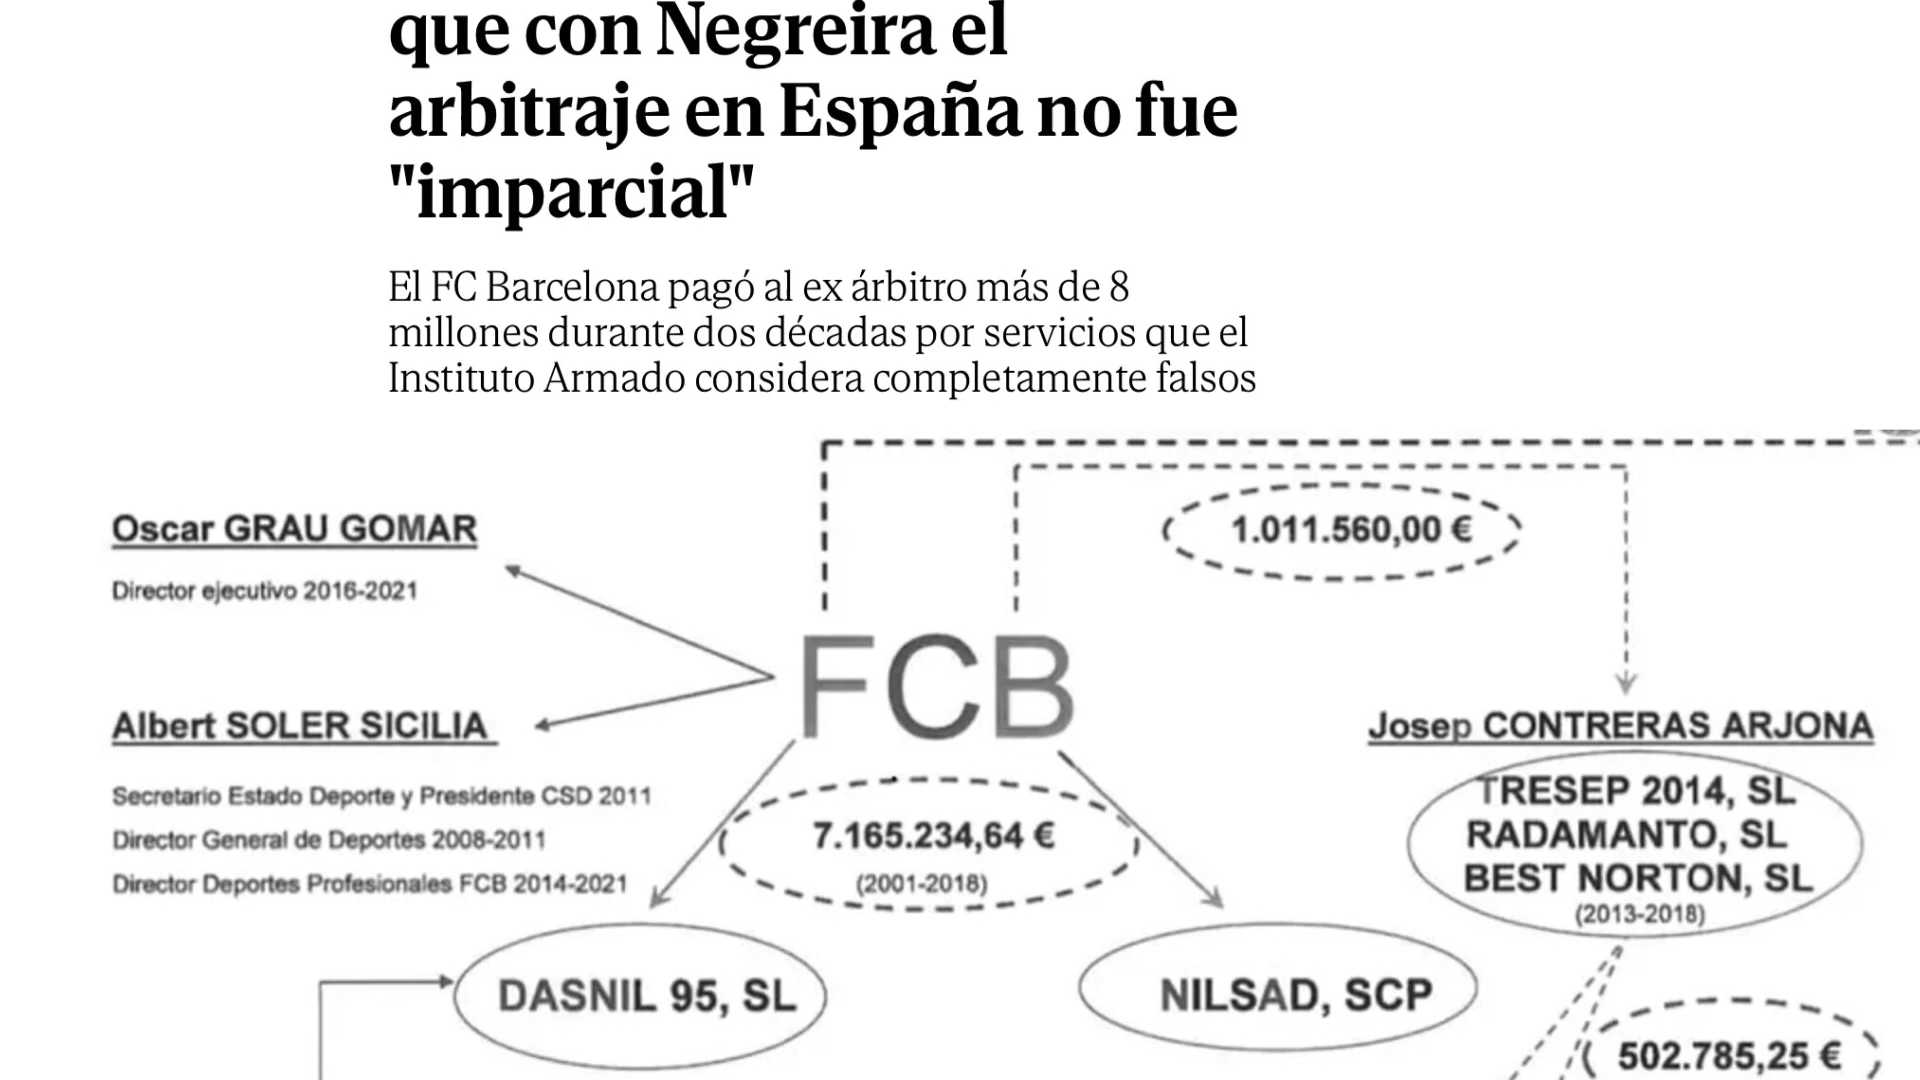 que con Negreira el
arbitraje en España no fue
"imparcial"
El FC Barcelona pagó al ex árbitro más de 8
millones durante dos décadas por servicios que el
Instituto Armado considera completamente falsos
1.011.560,00 €
Oscar GRAU GOMAR
Director ejecutivo 2016-2021
FCB
Albert SOLER SICILIA
Secretario Estado Deporte y Presidente CSD 2011
Director General de Deportes 2008-2011
Director Deportes Profesionales FCB 2014-2021
7.165.234,64 €
(2001-2018)
Josep CONTRERAS ARJONA
TRESEP 2014, SL
RADAMANTO, SL
BEST NORTON, SL
(2013-2018)
DASNIL 95, SL
NILSAD, SCP
502.785,25 €